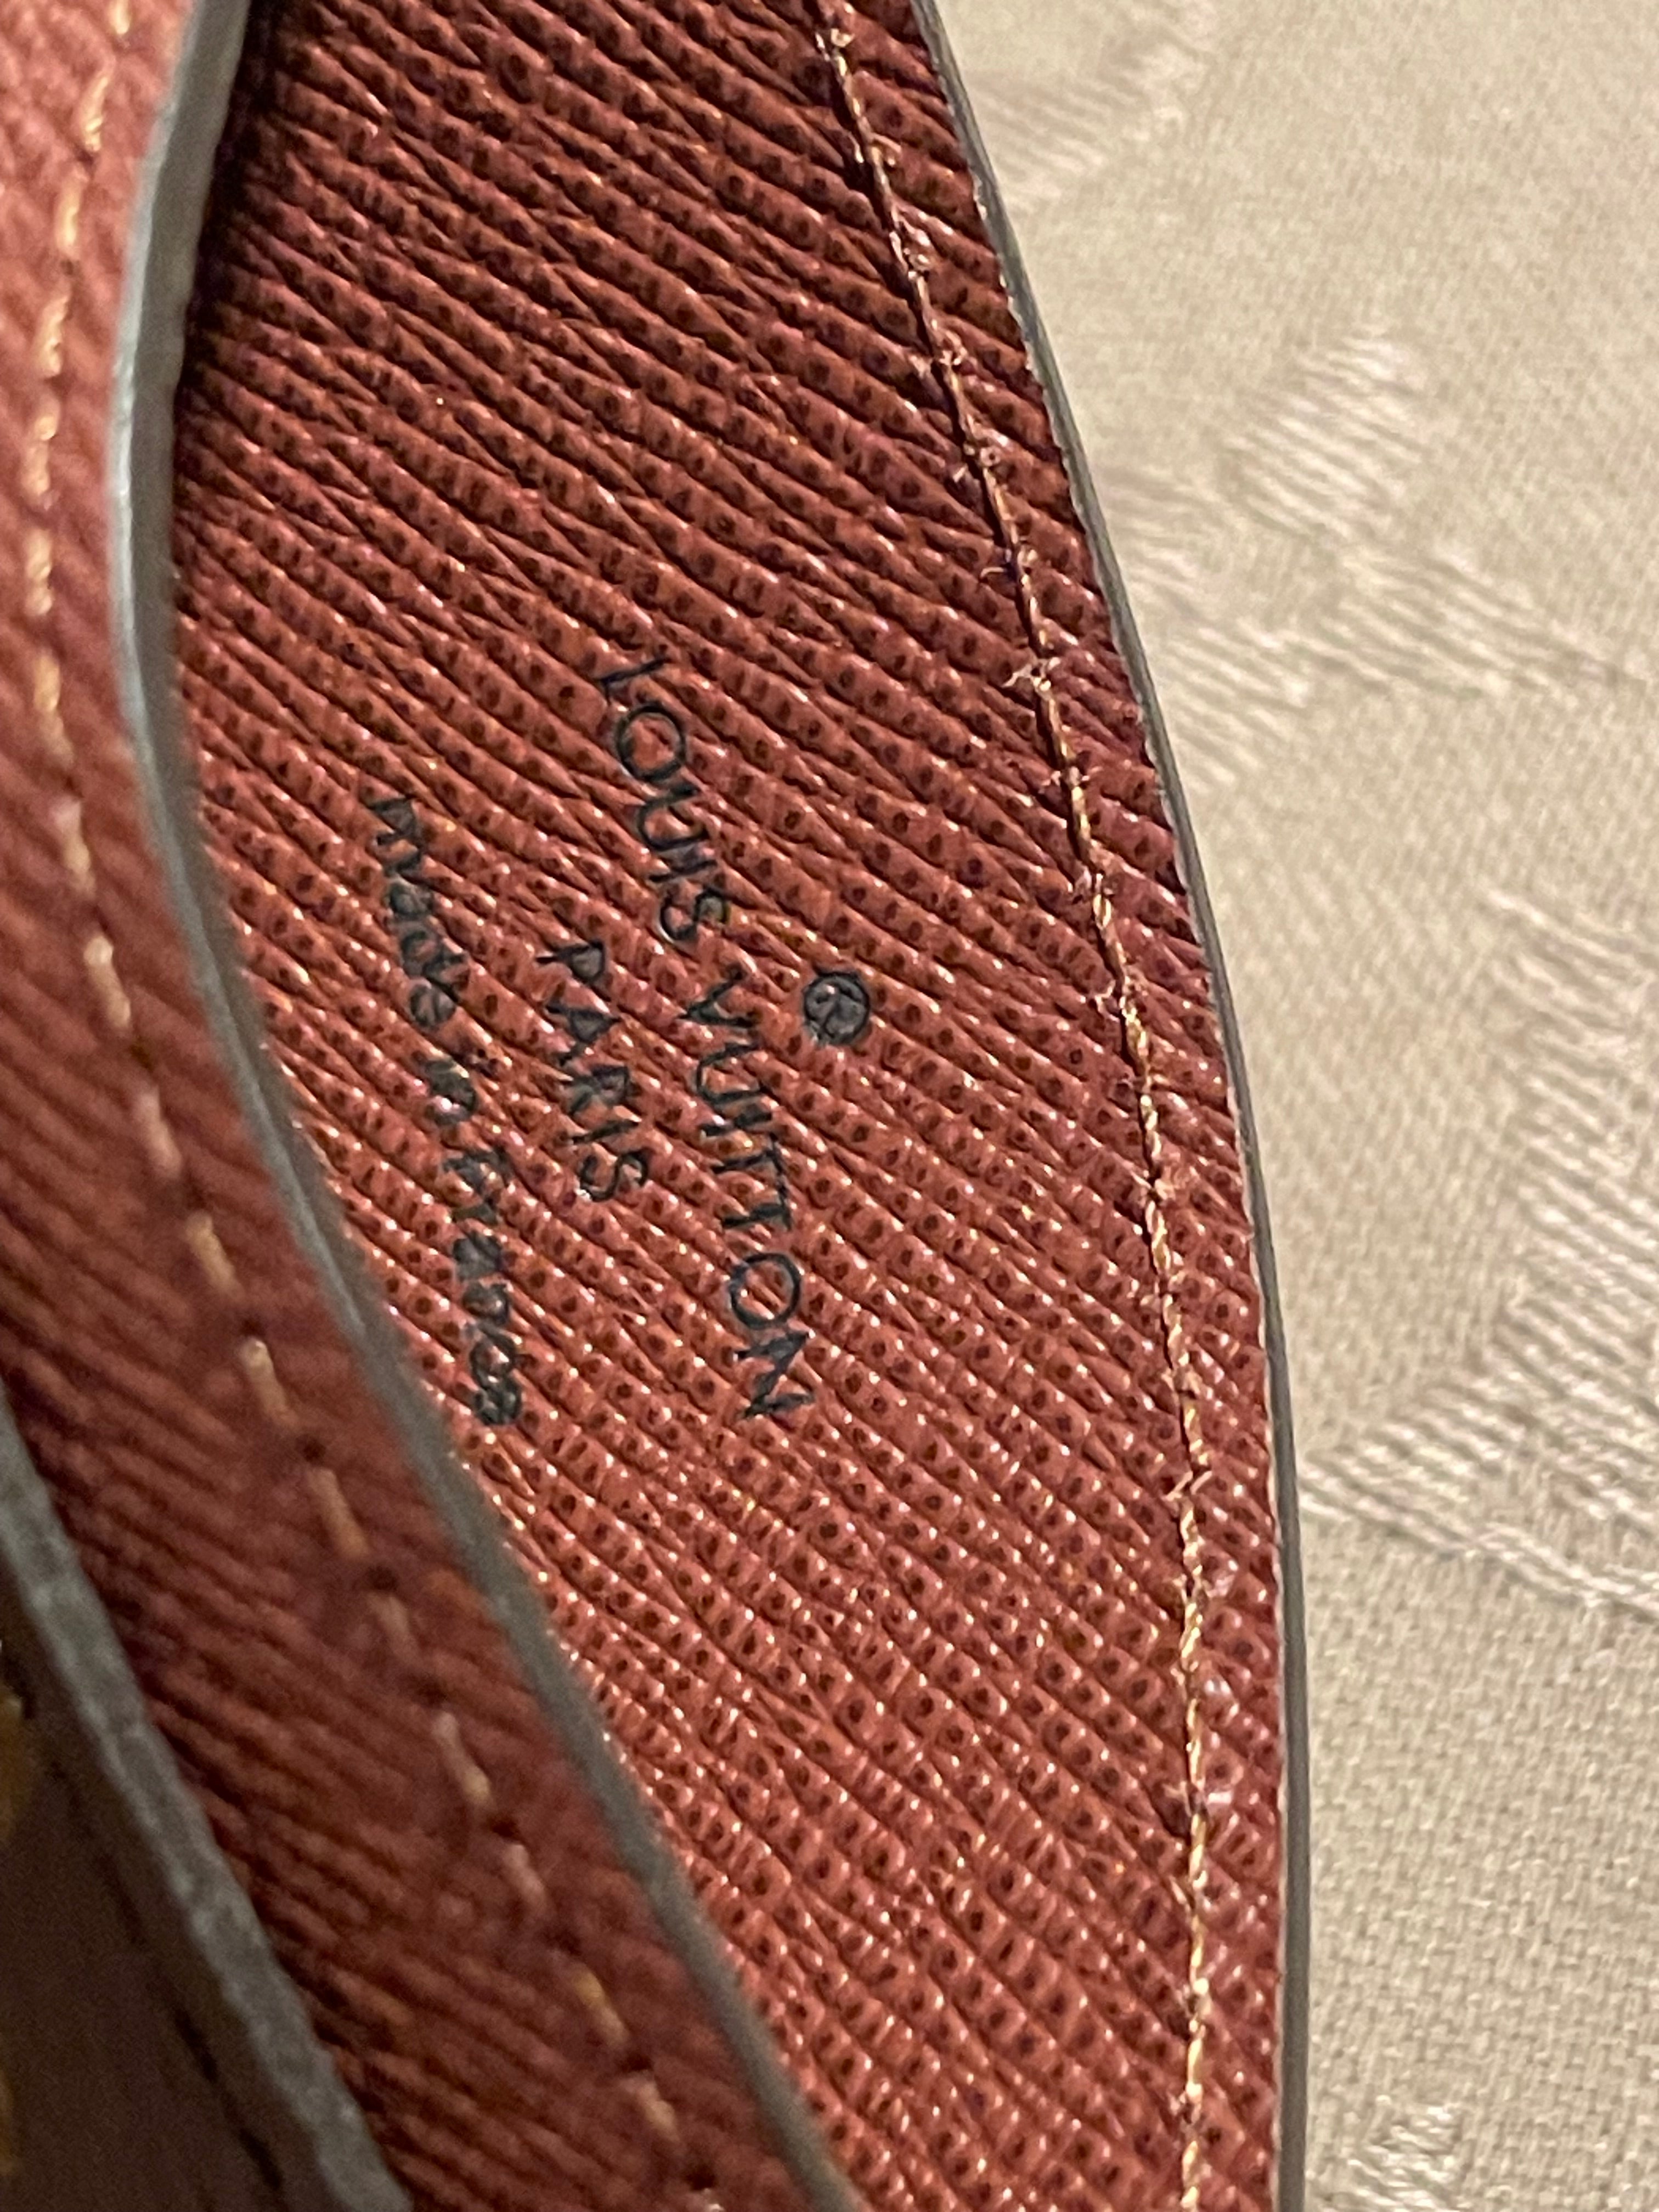 ®
LOUIS VUITTON
PARIS
made in France